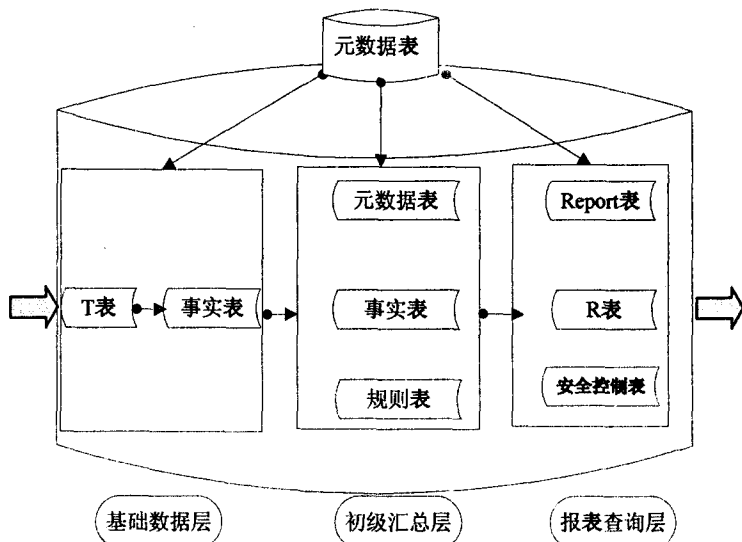 元数据表
元数据表
Report表
T表
事实表
事实表
R表
规则表
安全控制表
基础数据层
初级汇总层
报表查询层